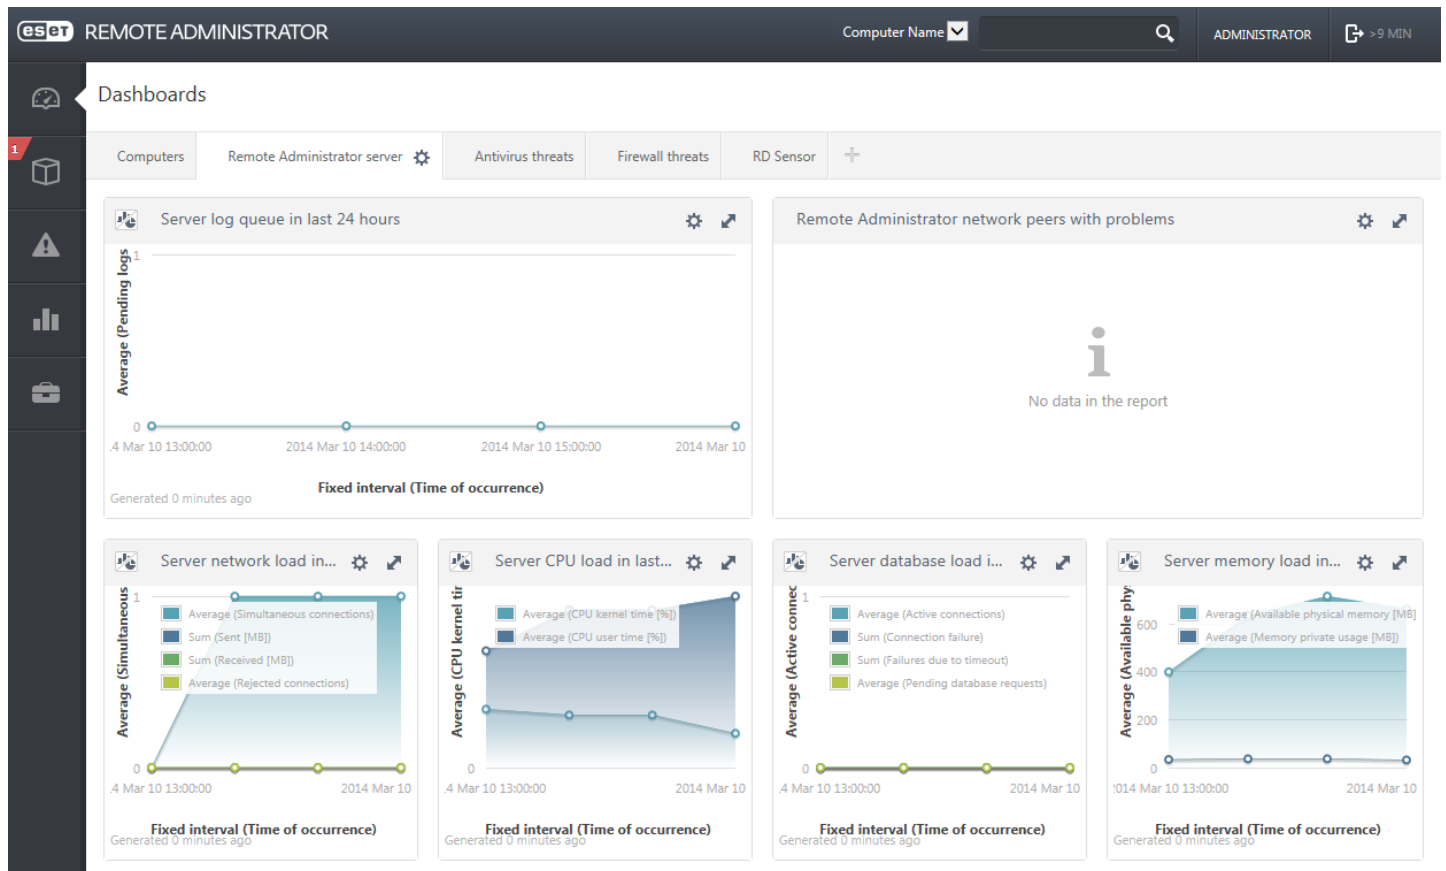 eset REMOTE ADMINISTRATOR
Computer Name
ADMINISTRATOR
>9 MIN
Dashboards
1
Computers
Remote Administrator server
Antivirus threats
Firewall threats
RD Sensor
Server log queue in last 24 hours
Average (Pending logs
1
0
.4 Mar 10 13:00:00
2014 Mar 10 14:00:00
2014 Mar 10 15:00:00
2014 Mar 10
Fixed interval (Time of occurrence)
Generated 0 minutes ago
Remote Administrator network peers with problems
No data in the report
Server network load in...
Average (Simultaneous
1
Average (Simultaneous connections)
Sum (Sent [MB])
Sum (Received [MB])
Average (Rejected connections)
0
.4 Mar 10 13:00:00
2014 Mar 10
Fixed interval (Time of occurrence)
Generated 0 minutes ago
Server CPU load in last...
Average (CPU kernel tir
Average (CPU kernel time [%])
Average (CPU user time [%])
0
.4 Mar 10 13:00:00
2014 Mar 10
Fixed interval (Time of occurrence)
Generated 0 minutes ago
Server database load i...
Average (Active connec
1
Average (Active connections)
Sum (Connection failure)
Sum (Failures due to timeout)
Average (Pending database requests)
0
.4 Mar 10 13:00:00
2014 Mar 10
Fixed interval (Time of occurrence)
Generated 0 minutes ago
Server memory load in...
Average (Available phy:
Average (Available physical memory [MB]
Average (Memory private usage [MB])
600
400
200
0
2014 Mar 10 13:00:00
2014 Mar 10
Fixed interval (Time of occurrence)
Generated 0 minutes ago